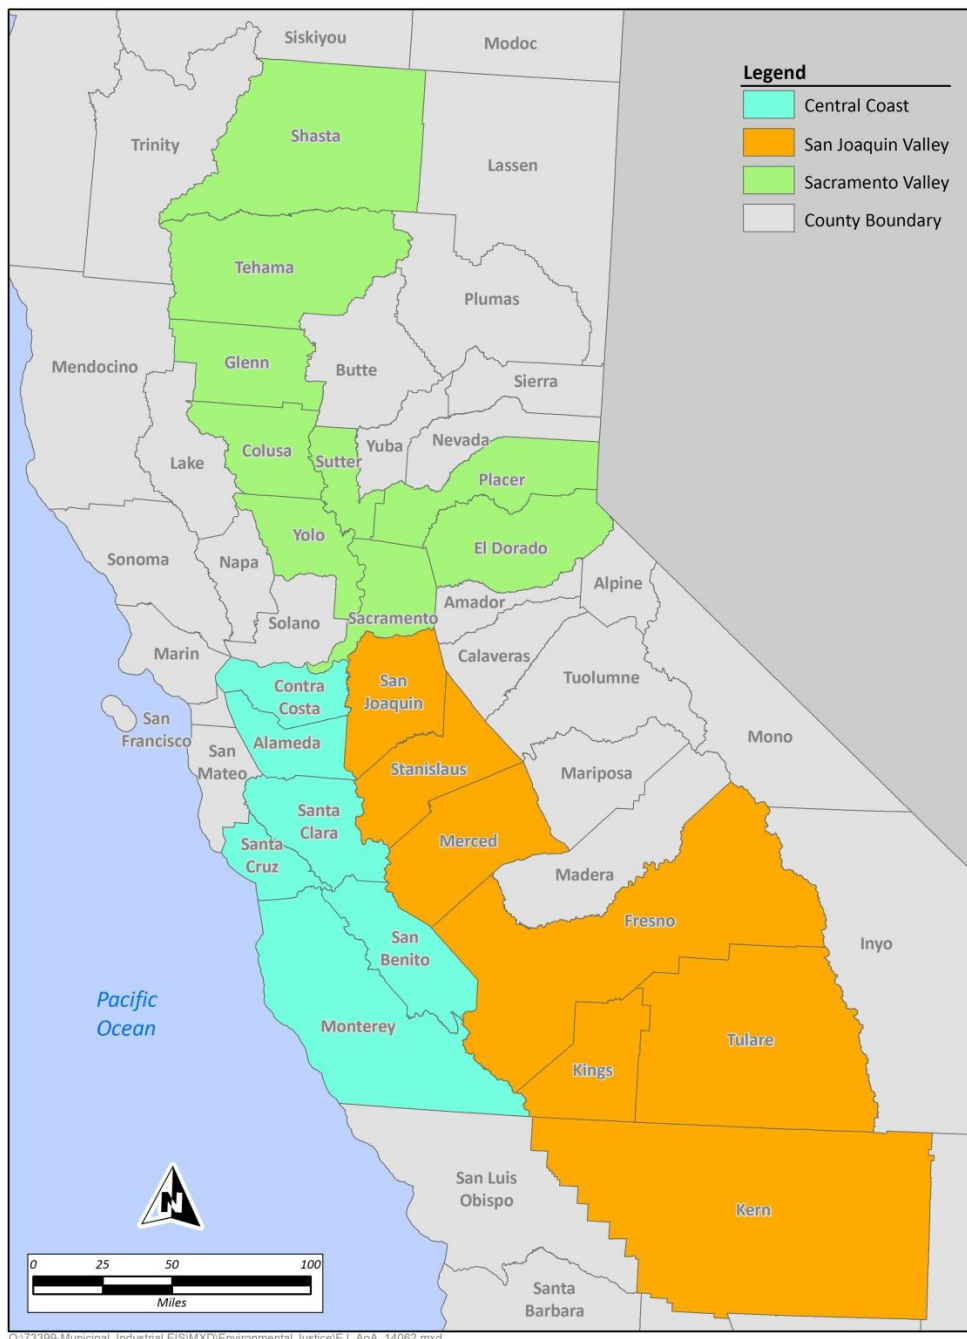 Siskiyou
Modoc
Legend
Central Coast
San Joaquin Valley
Sacramento Valley
County Boundary
Trinity
Shasta
Lassen
Tehama
Plumas
Mendocino
Glenn
Butte
Sierra
Lake
Colusa
Sutter
Yuba
Nevada
Placer
Sonoma
Napa
Yolo
El Dorado
Solano
Sacramento
Amador
Alpine
Marin
Calaveras
Tuolumne
Contra
Costa
San
Joaquin
Mono
San
Francisco
Alameda
San
Mateo
Stanislaus
Mariposa
Santa
Clara
Merced
Santa
Cruz
Madera
Fresno
Inyo
San
Benito
Pacific
Ocean
Monterey
Kings
Tulare
San Luis
Obispo
Kern
N
0 25 50 100
Miles
Santa
Barbara